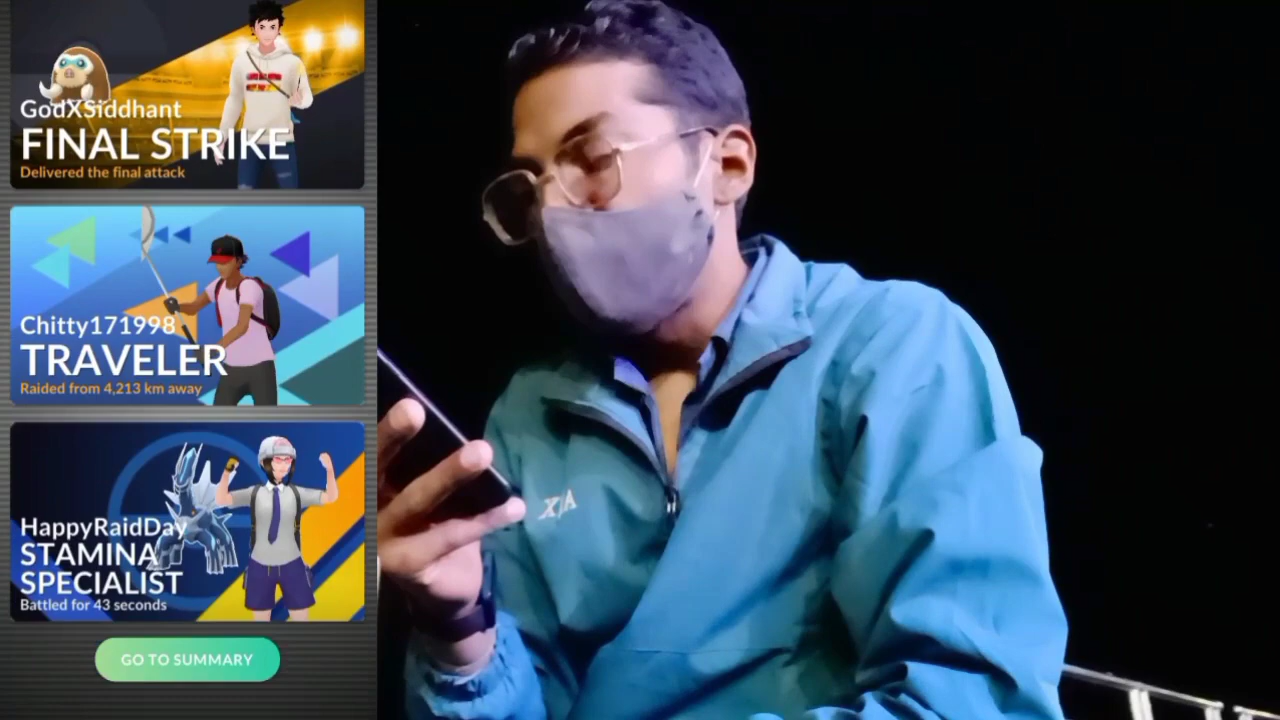 GodXSiddhant
FINAL STRIKE
Delivered the final attack
Chitty171998
TRAVELER
Raided from 4,213 km away
HappyRaidDay
STAMINA
SPECIALIST
Battled for 43 seconds
GO TO SUMMARY